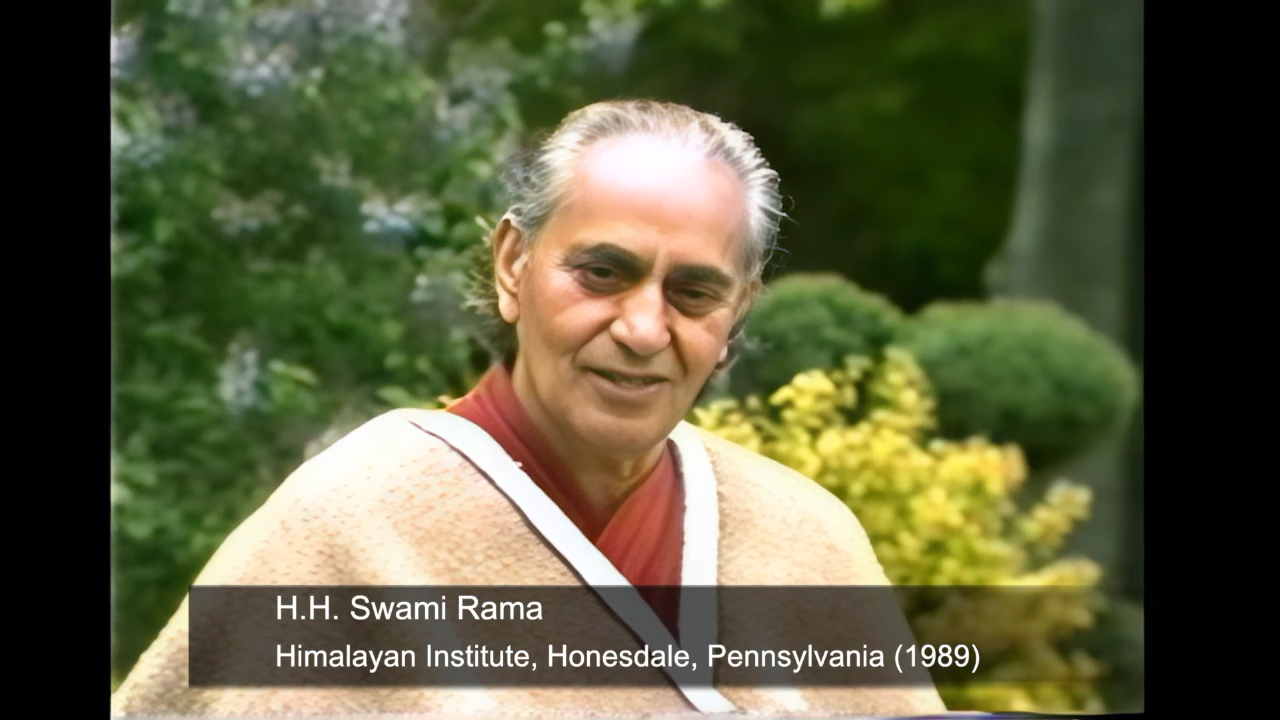 H.H. Swami Rama
Himalayan Institute, Honesdale, Pennsylvania (1989)